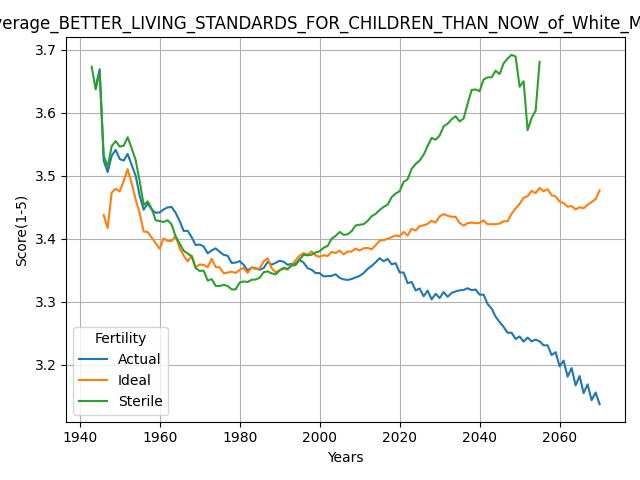 verage_BETTER_LIVING_STANDARDS_FOR_CHILDREN_THAN_NOW_of_White_M
3.7
3.6
3.5
3.4
3.3
3.2
Score(1-5)
Fertility
Actual
Ideal
Sterile
1940 1960 1980 2000 2020 2040 2060
Years